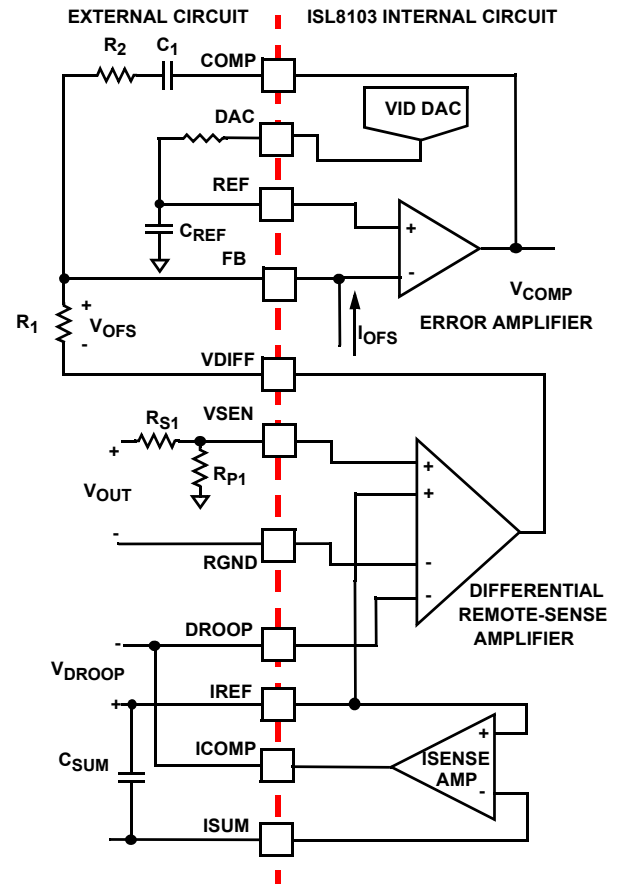 EXTERNAL CIRCUIT
ISL8103 INTERNAL CIRCUIT
R2
C1
COMP
VID DAC
DAC
REF
CREF
FB
+
-
VCOMP
ERROR AMPLIFIER
IOFS
R1
+
VOFS
-
VDIFF
VSEN
RS1
+
RP1
VOUT
-
RGND
+
+
-
-
DIFFERENTIAL
REMOTE-SENSE
AMPLIFIER
DROOP
-
VDROOP
+
IREF
ICOMP
CSUM
+
ISENSE
AMP
-
ISUM